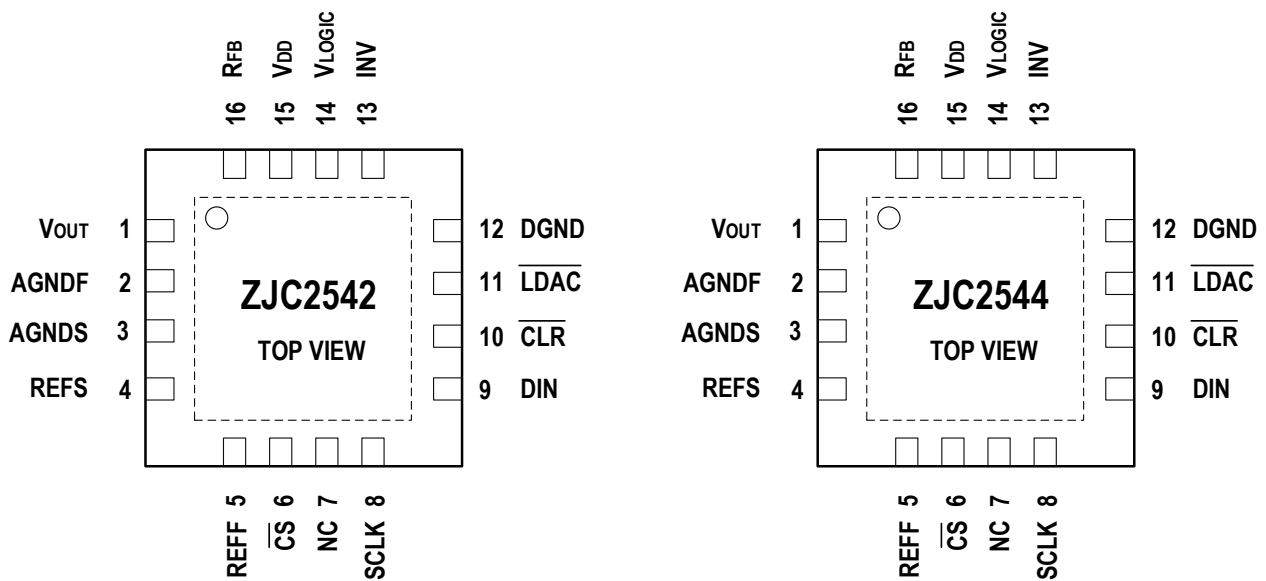 RFB VDD VLOGIC INV
16 15 14 13
VOUT 1
AGNDF 2
AGNDS 3
REFS 4
ZJC2542
TOP VIEW
12 DGND
11 LDAC
10 CLR
9 DIN
5 6 7 8
REFF CS NC SCLK
RFB VDD VLOGIC INV
16 15 14 13
VOUT 1
AGNDF 2
AGNDS 3
REFS 4
ZJC2544
TOP VIEW
12 DGND
11 LDAC
10 CLR
9 DIN
5 6 7 8
REFF CS NC SCLK